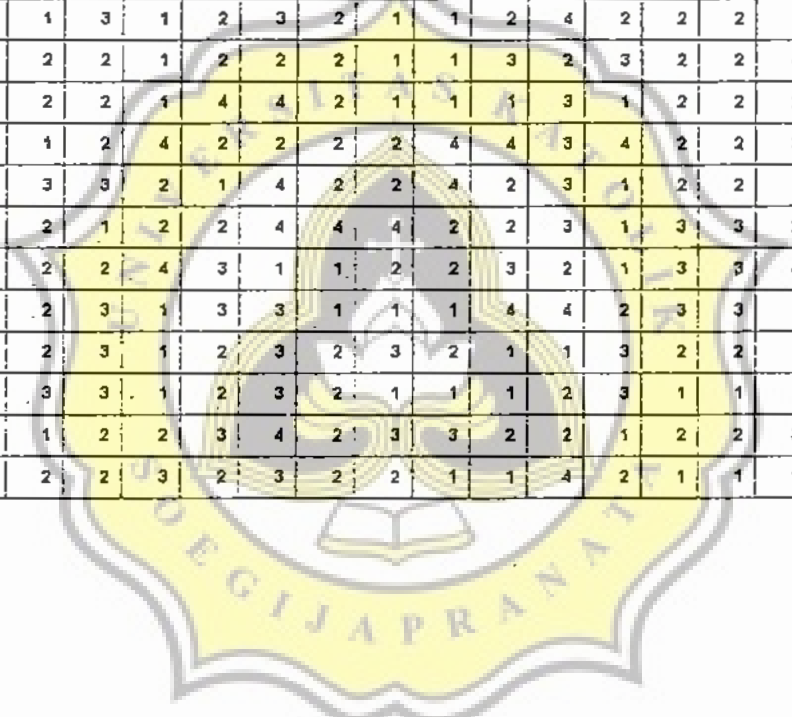 1 3 1 2 3 2 1 1 2 4 2 2 2
2 2 1 2 2 2 1 1 3 2 3 2 2
2 2 1 4 4 2 1 1 1 3 1 2 2
1 2 4 2 2 2 2 4 4 3 4 2 2
3 3 2 1 4 2 2 4 2 3 1 2 2
2 1 2 2 4 4 4 2 2 3 1 3 3
2 2 4 3 1 1 2 2 3 2 1 3 3
2 3 1 3 3 1 1 1 4 4 2 3 3
2 3 1 2 3 2 3 2 1 1 3 2 2
3 3 1 2 3 2 1 1 1 2 3 1 1
1 2 2 3 4 2 3 3 2 2 1 2 2
2 2 3 2 3 2 2 1 1 4 2 1 1
UNIVERSITAS KATOLIK
SOEGIJAPRANATA